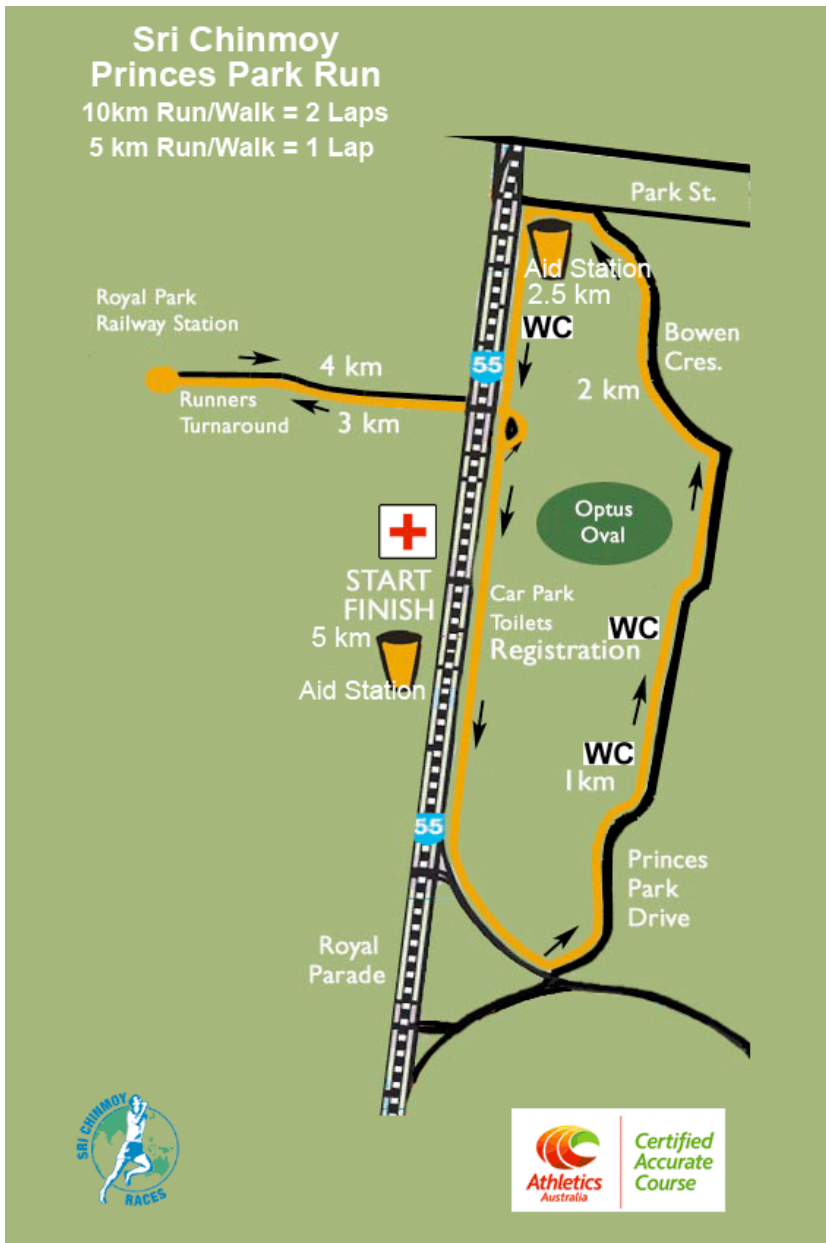 Sri Chinmoy
Princes Park Run
10km Run/Walk = 2 Laps
5 km Run/Walk = 1 Lap
Park St.
Aid Station
2.5 km
WC
Royal Park
Railway Station
Bowen
Cres.
55
4 km
2 km
Runners
Turnaround
3 km
Optus
Oval
START
FINISH
5 km
Aid Station
Car Park
Toilets
Registration
WC
WC
1km
55
Princes
Park
Drive
Royal
Parade
SRI CHINMOY
RACES
Athletics
Australia
Certified
Accurate
Course